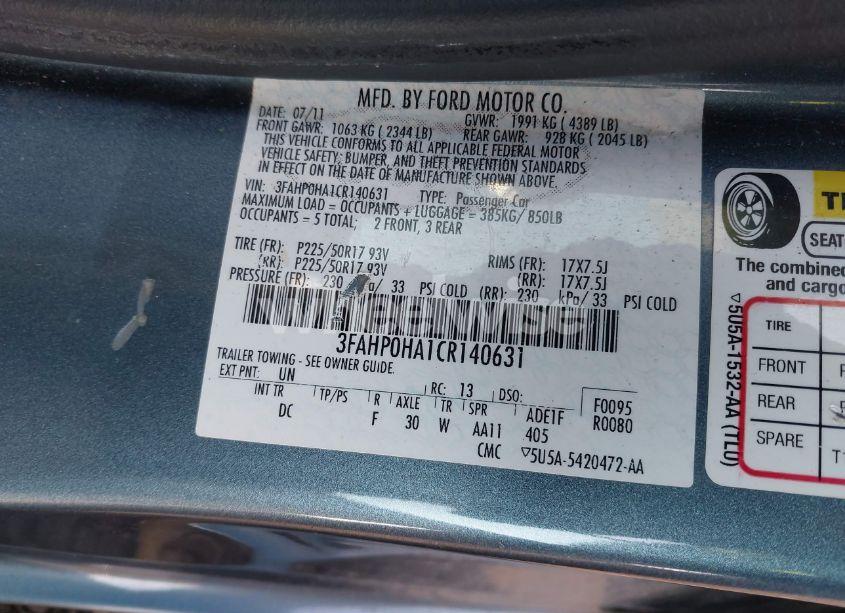 MFD. BY FORD MOTOR CO.
DATE: 07/11 GVWR: 1991 KG ( 4389 LB)
FRONT GAWR: 1063 KG ( 2344 LB) REAR GAWR: 928 KG ( 2045 LB)
THIS VEHICLE CONFORMS TO ALL APPLICABLE FEDERAL MOTOR
VEHICLE SAFETY, BUMPER, AND THEFT PREVENTION STANDARDS
IN EFFECT ON THE DATE OF MANUFACTURE SHOWN ABOVE.
VIN: 3FAHP0HA1CR140631 TYPE: Passenger Car
MAXIMUM LOAD = OCCUPANTS + LUGGAGE = 385KG/ 850LB
OCCUPANTS = 5 TOTAL; 2 FRONT, 3 REAR
TIRE (FR): P225/50R17 93V RIMS (FR): 17X7.5J
(RR): P225/50R17 93V (RR): 17X7.5J
PRESSURE (FR): 230 kPa/ 33 PSI COLD (RR): 230 kPa/ 33 PSI COLD
3FAHP0HA1CR140631
TRAILER TOWING - SEE OWNER GUIDE.
EXT PNT: UN RC: 13 DSO:
INT TR TP/PS R AXLE TR SPR ADE1F F0095
DC F 30 W AA11 405 R0080
CMC ▽5U5A-5420472-AA
▽5U5A-1532-AA (TL0)
SEAT
The combined
and cargo
TIRE
FRONT
REAR
SPARE T1